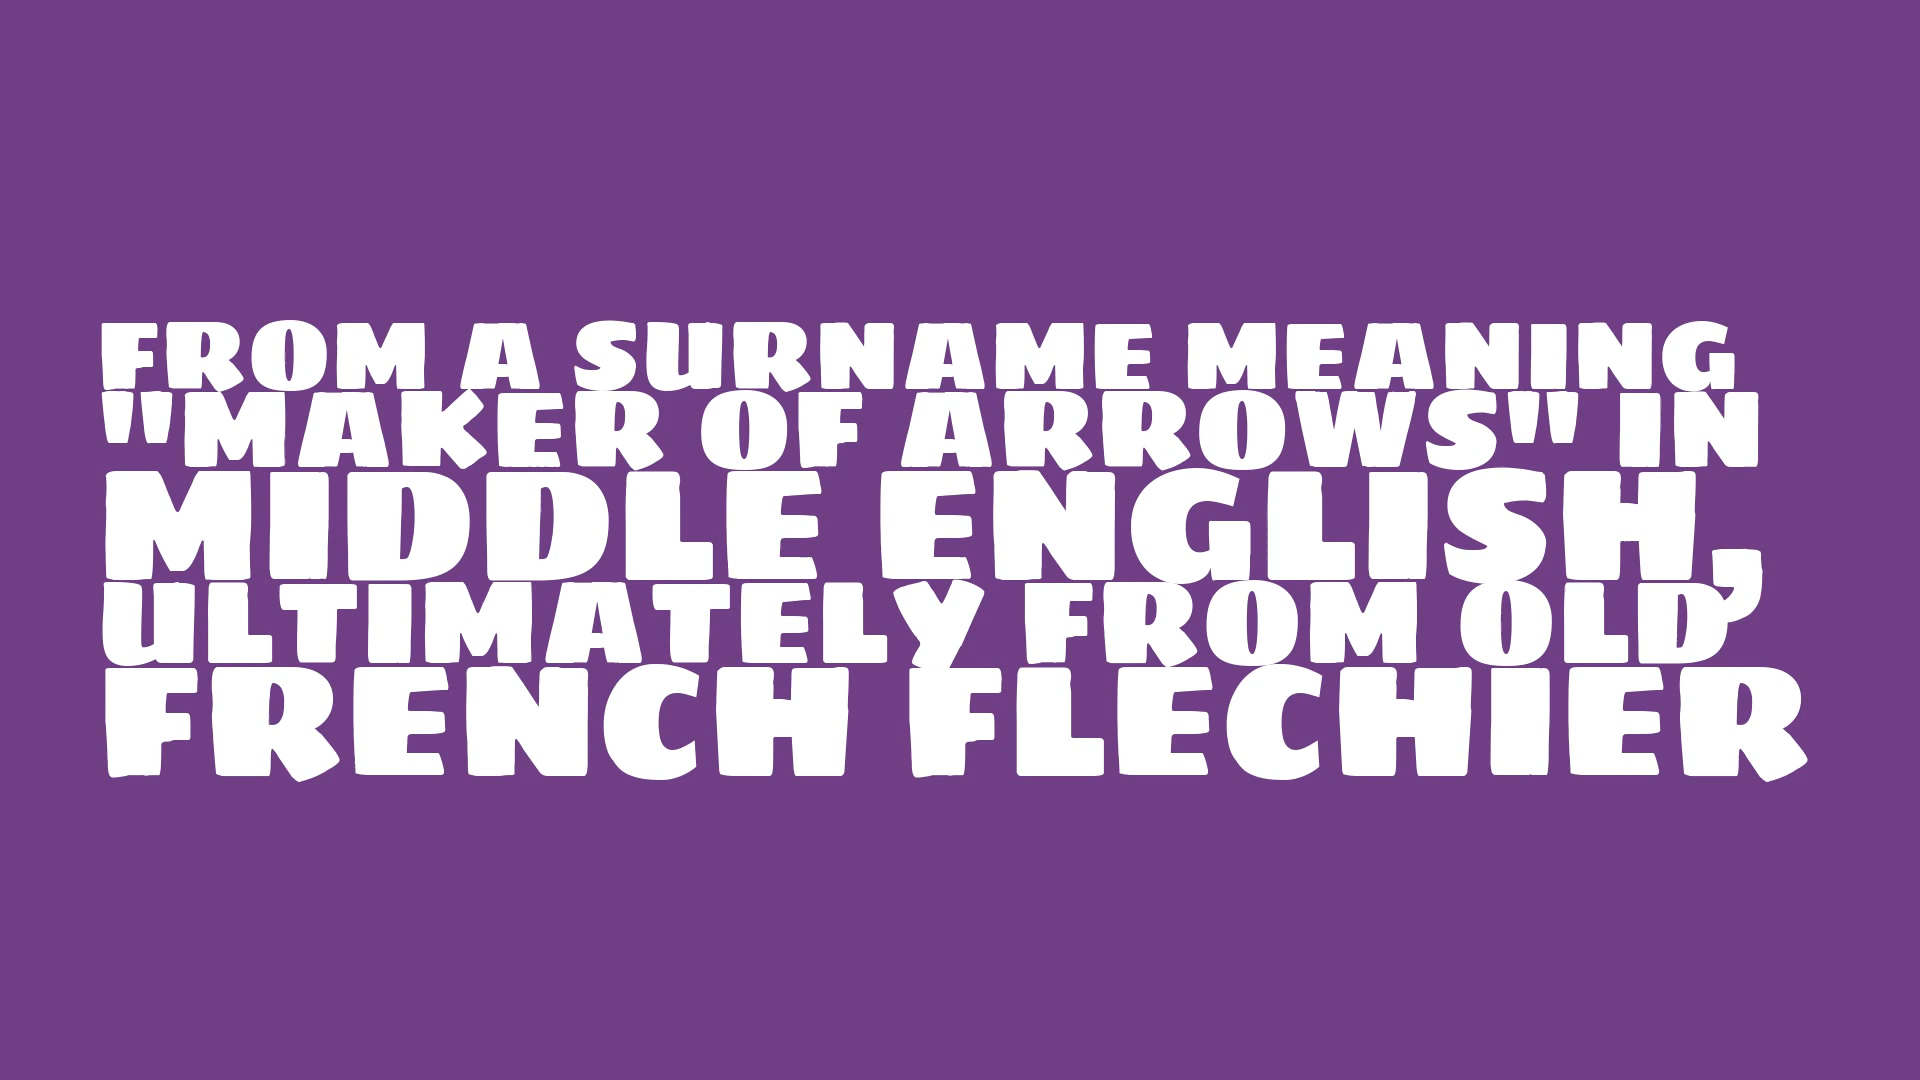 FROM A SURNAME MEANING
"MAKER OF ARROWS" IN
MIDDLE ENGLISH,
ULTIMATELY FROM OLD
FRENCH FLECHIER